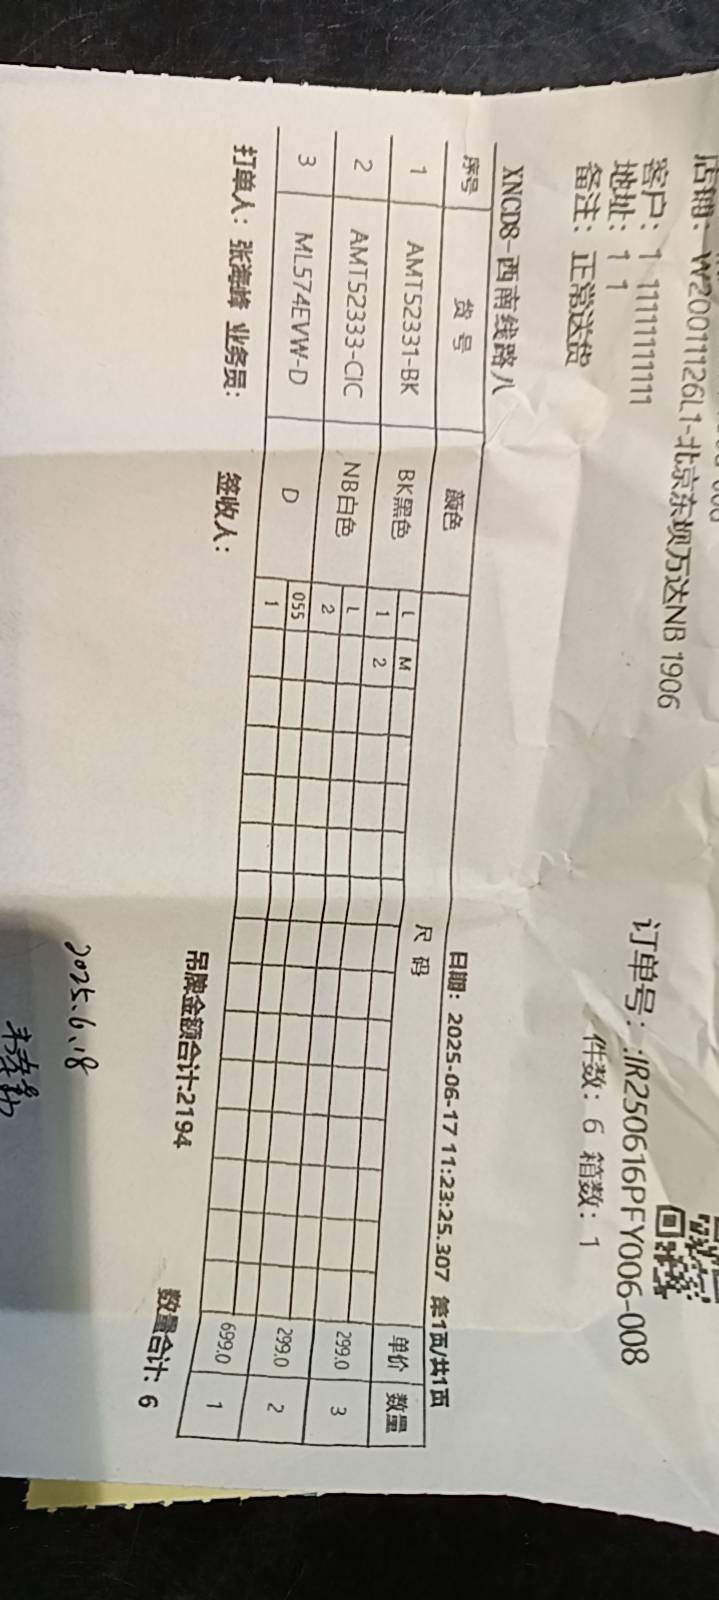 店铺：W20011126L1-北京东坝万达NB 1906
客户：1 11111111111
订单号：JR250616PFY006-008
地址：1 1
件数：6 箱数：1
备注：正常送货
XNCD8-西南线路八
日期：2025-06-17 11:23:25.307 第1页/共1页
序号 货号 颜色 尺码 单价 数量
1 AMT52331-BK BK黑色 L M 299.0 3
1 2
2 AMT52333-CIC NB白色 L 299.0 2
2
3 ML574EVW-D D 055 699.0 1
1
吊牌金额合计:2194 数量合计：6
打单人：张海峰 业务员： 签收人：
2025.6.18